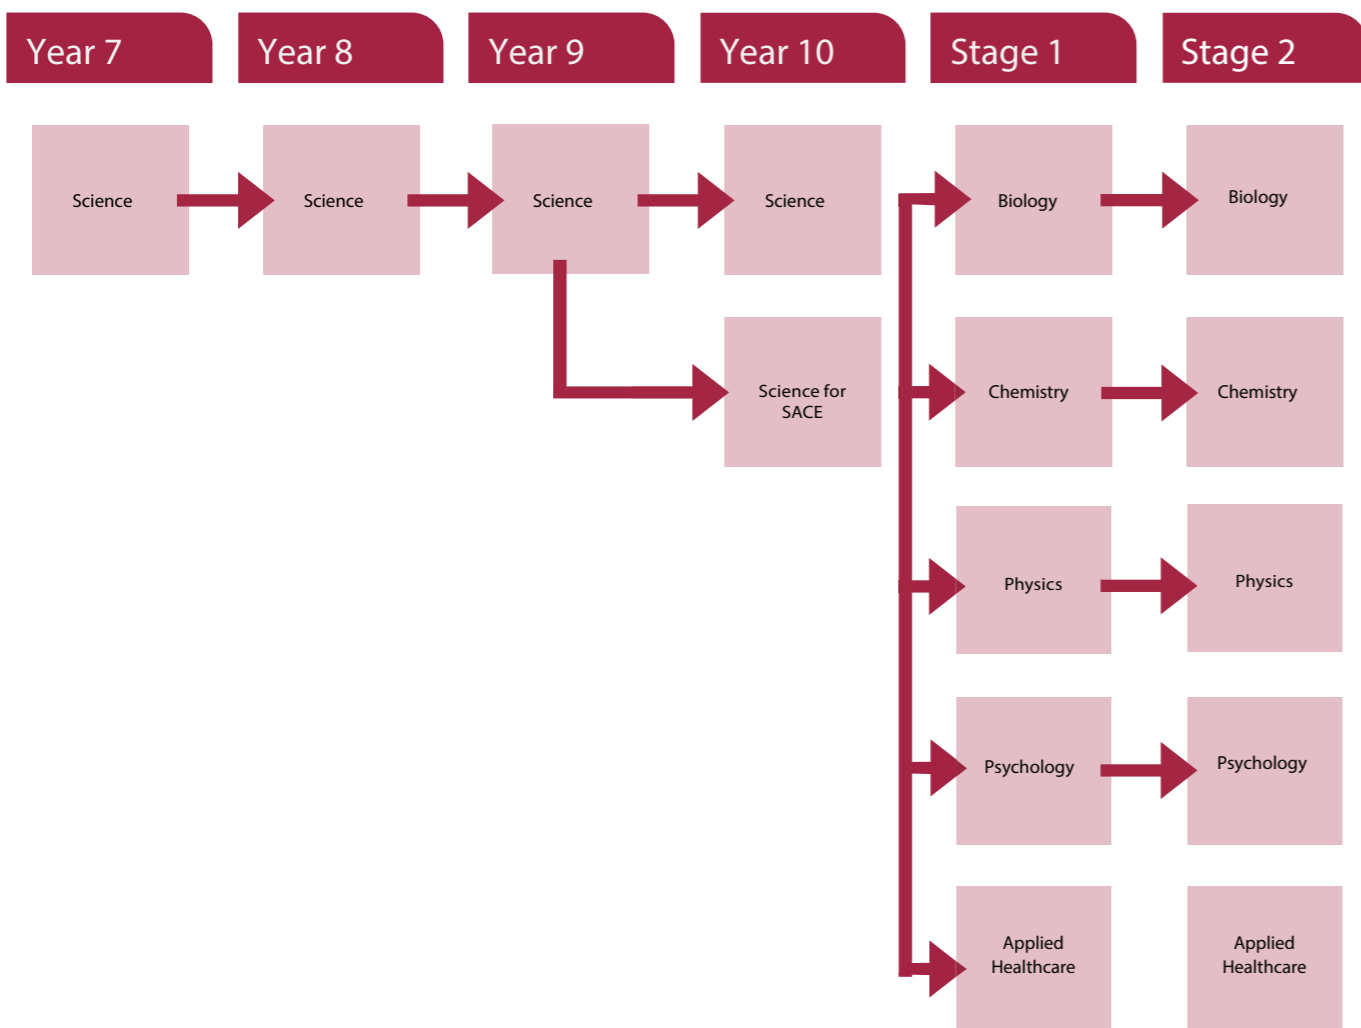 Year 7
Year 8
Year 9
Year 10
Stage 1
Stage 2
Science
Science
Science
Science
Biology
Biology
Science for
SACE
Chemistry
Chemistry
Physics
Physics
Psychology
Psychology
Applied
Healthcare
Applied
Healthcare